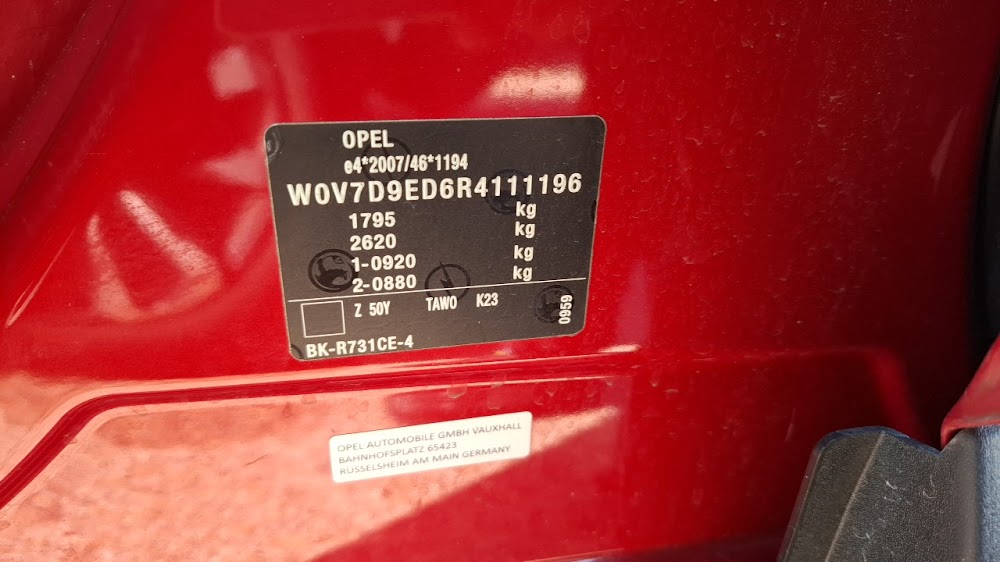 OPEL
e4*2007/46*1194
W0V7D9ED6R4111196
1795 kg
2620 kg
1-0920 kg
2-0880 kg
Z 50Y TAWO K23
0959
BK-R731CE-4
OPEL AUTOMOBILE GMBH VAUXHALL
BAHNHOFSPLATZ 65423
RÜSSELSHEIM AM MAIN GERMANY